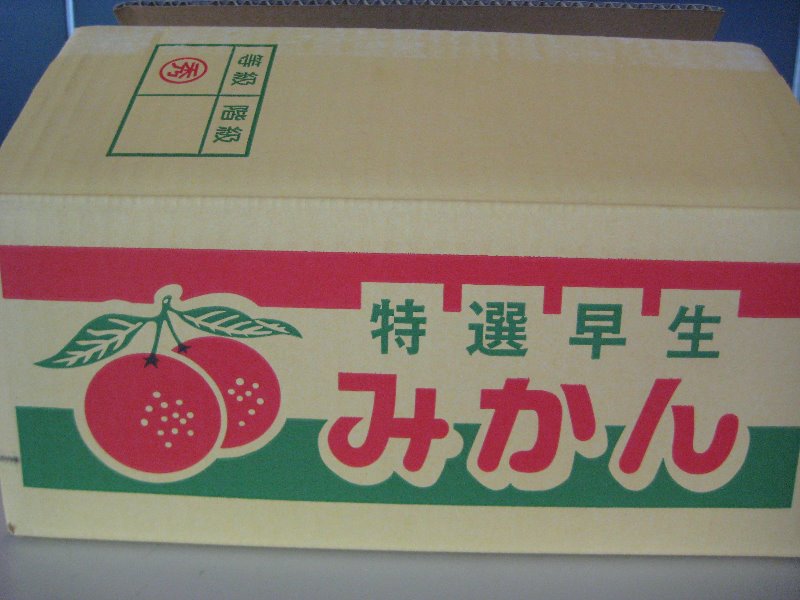 等級 階級
秀
特選早生
みかん